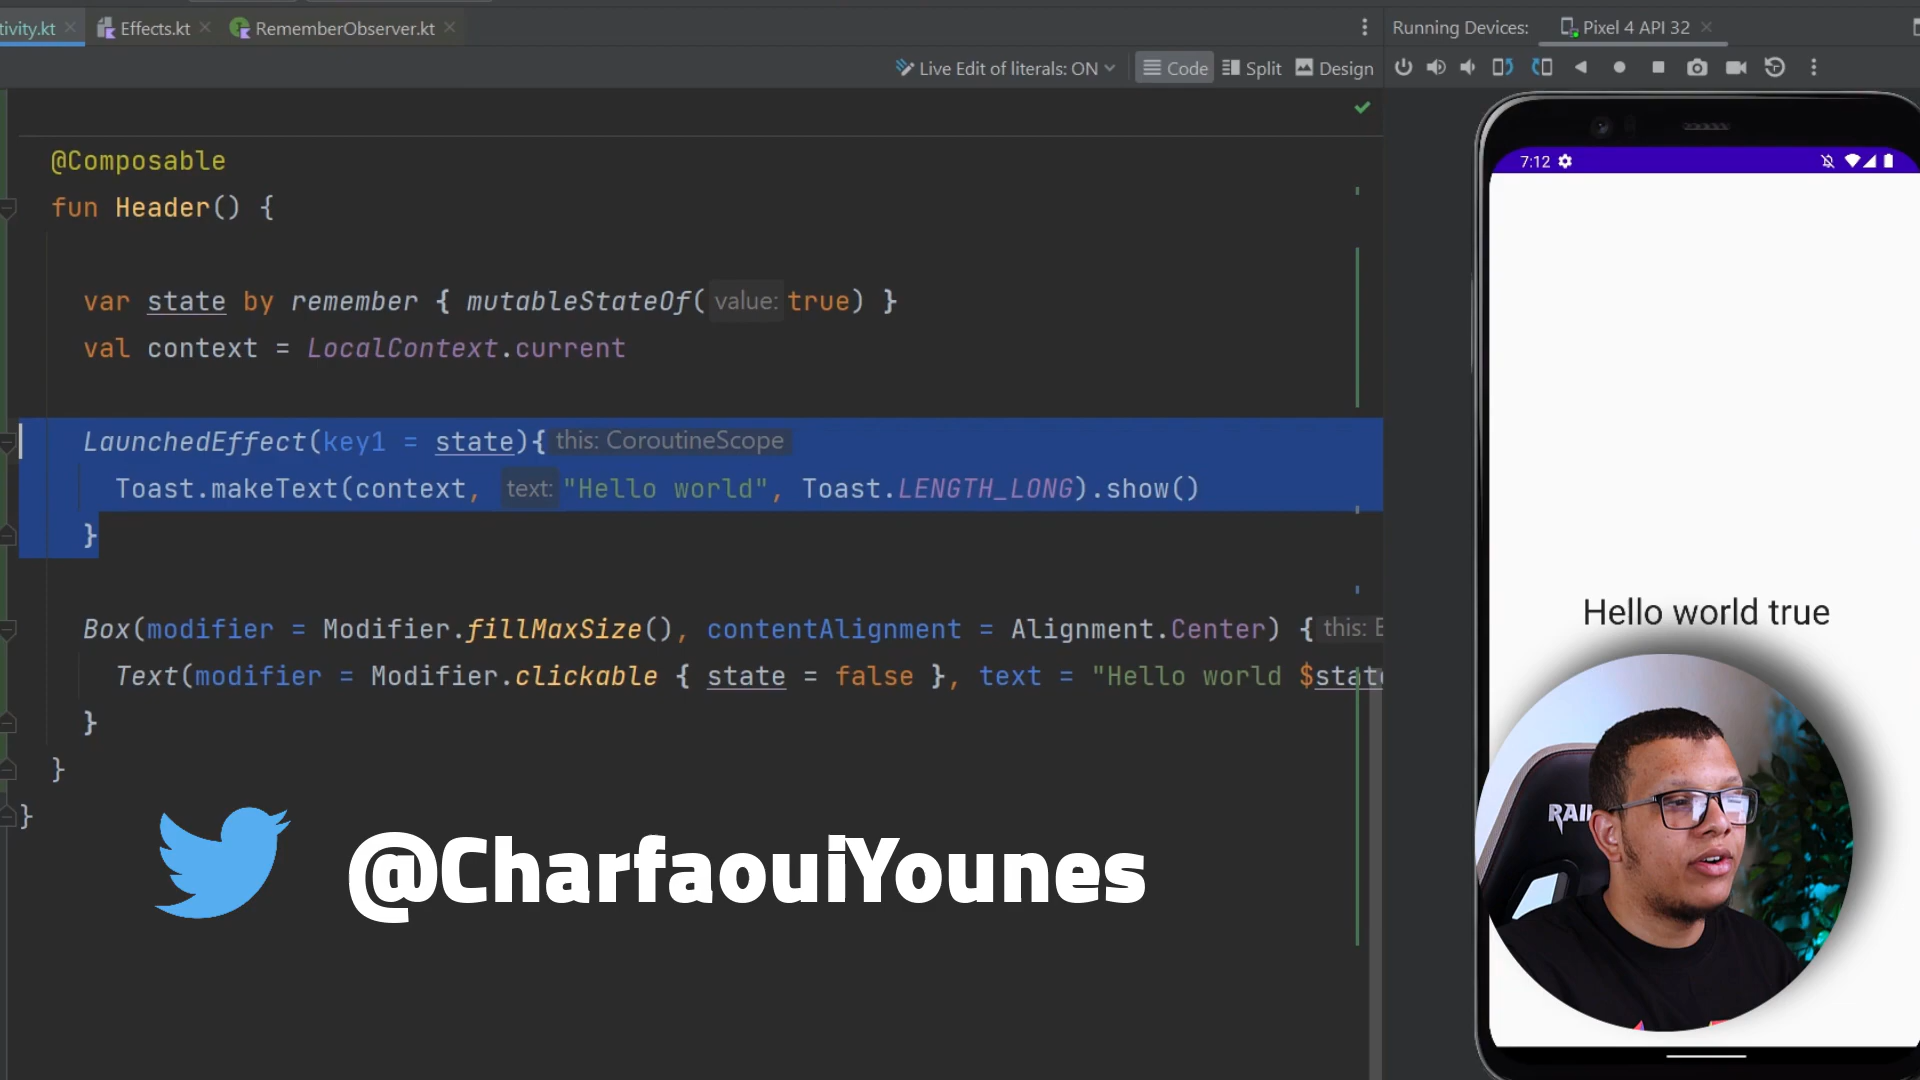 tivity.kt
Effects.kt
RememberObserver.kt
Running Devices:
Pixel 4 API 32
Live Edit of literals: ON
Code
Split
Design
@Composable
fun Header() {
var state by remember { mutableStateOf( value: true) }
val context = LocalContext.current
LaunchedEffect(key1 = state){ this: CoroutineScope
Toast.makeText(context, text: "Hello world", Toast.LENGTH_LONG).show()
}
Box(modifier = Modifier.fillMaxSize(), contentAlignment = Alignment.Center) { this: B
Text(modifier = Modifier.clickable { state = false }, text = "Hello world $state
}
}
}
@CharfaouiYounes
7:12
Hello world true
RAI